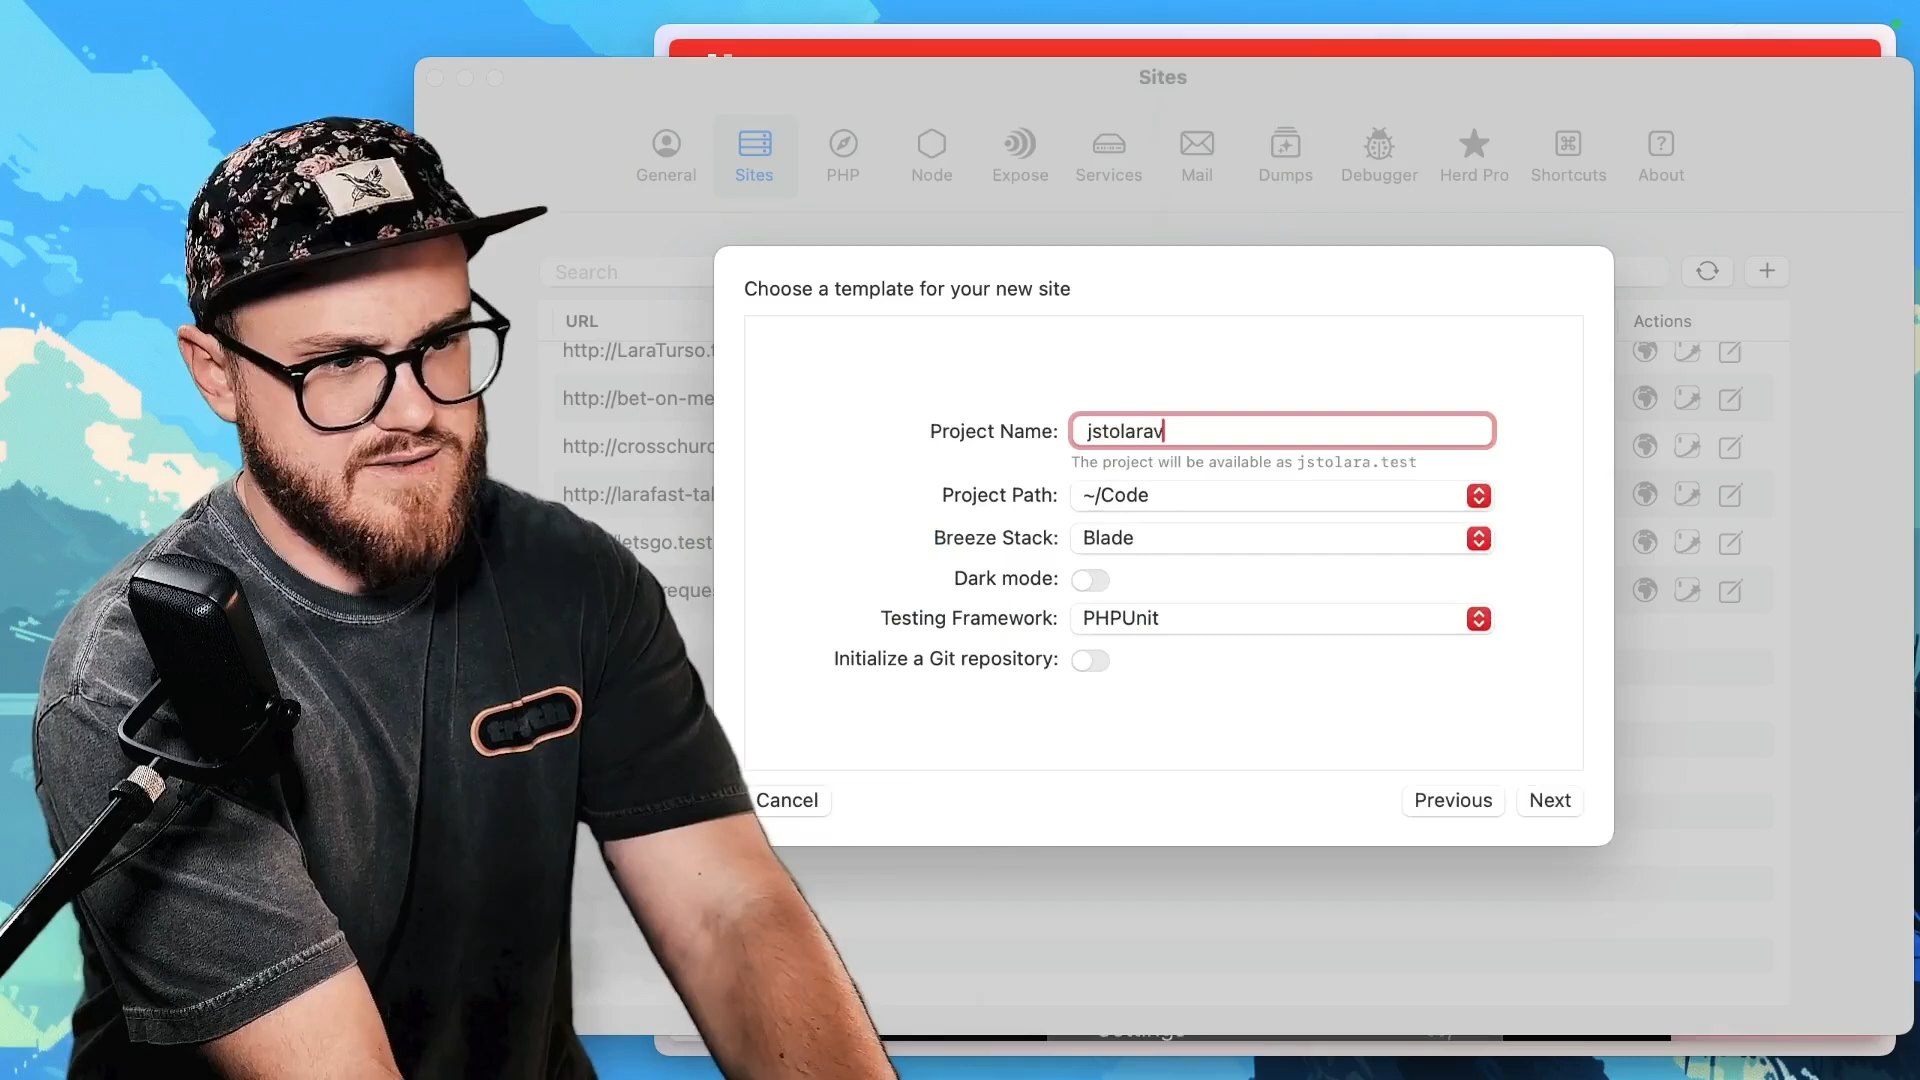 Sites
General
Sites
PHP
Node
Expose
Services
Mail
Dumps
Debugger
Herd Pro
Shortcuts
About
Search
Choose a template for your new site
URL
Actions
http://LaraTurso.
http://bet-on-me
http://crosschurc
http://larafast-tal
letsgo.test
reque
Project Name: jstolarav
The project will be available as jstolara.test
Project Path: ~/Code
Breeze Stack: Blade
Dark mode:
Testing Framework: PHPUnit
Initialize a Git repository:
Cancel
Previous
Next